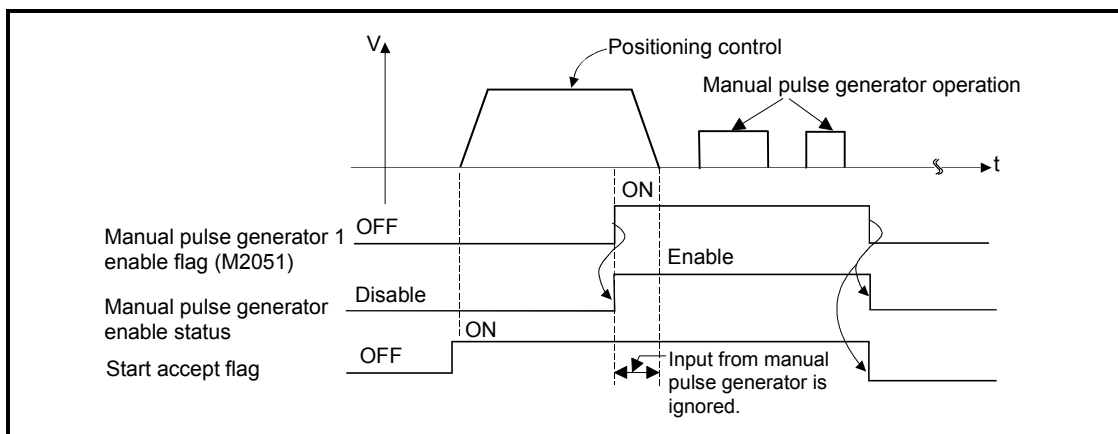 V
Positioning control
Manual pulse generator operation
t
ON
OFF
Manual pulse generator 1
enable flag (M2051)
Enable
Disable
Manual pulse generator
enable status
ON
OFF
Start accept flag
Input from manual
pulse generator is
ignored.